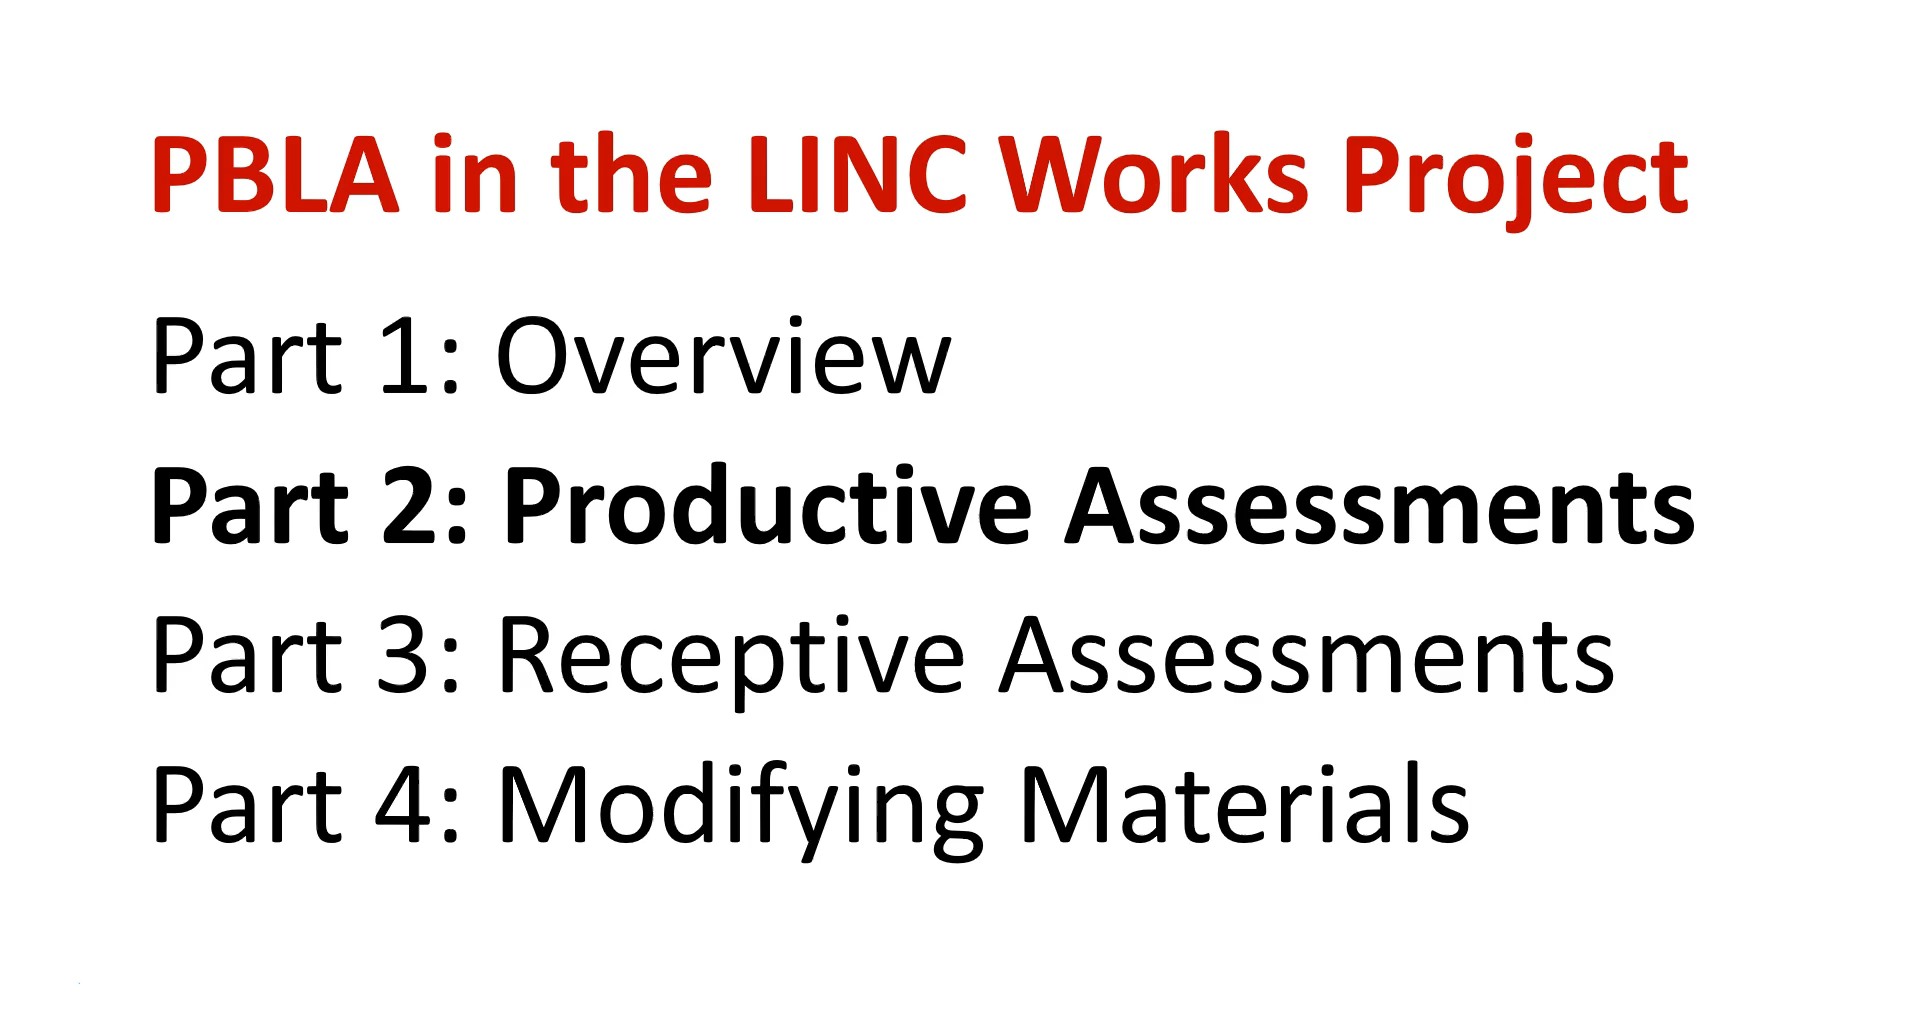 PBLA in the LINC Works Project
Part 1: Overview
Part 2: Productive Assessments
Part 3: Receptive Assessments
Part 4: Modifying Materials